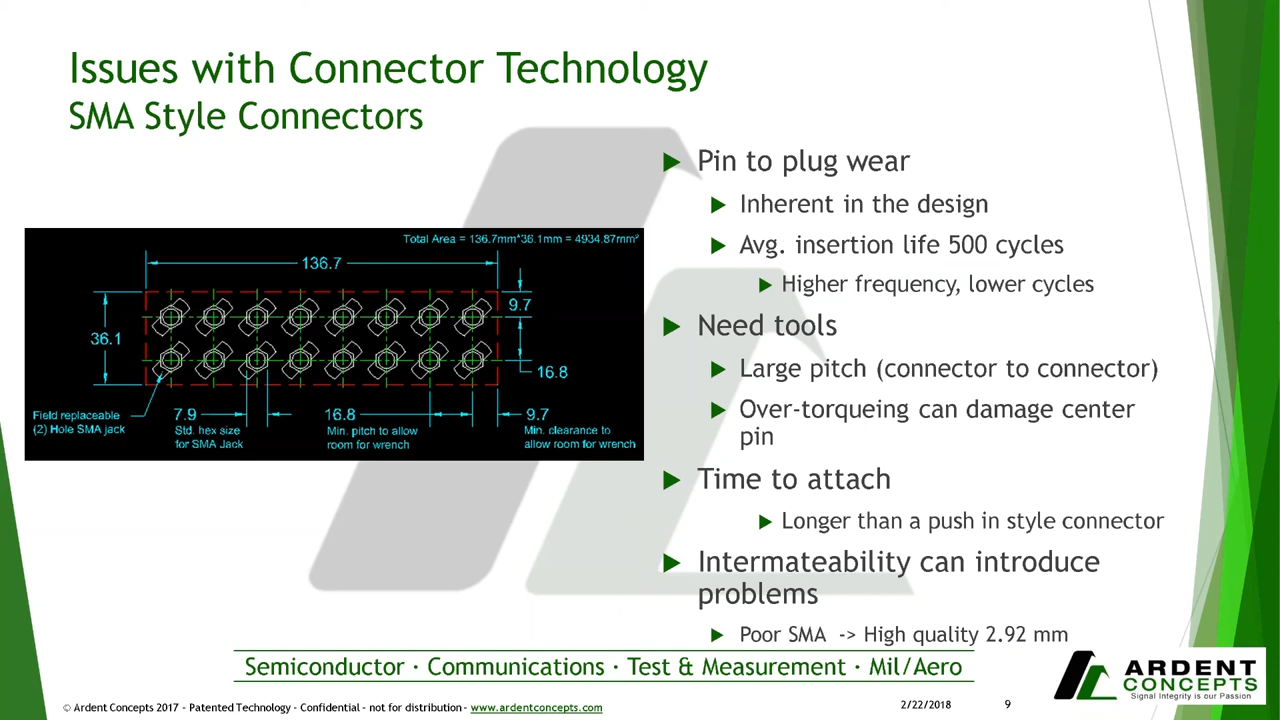 Issues with Connector Technology
SMA Style Connectors
Total Area = 136.7mm*36.1mm = 4934.87mm²
136.7
9.7
36.1
16.8
Field replaceable
(2) Hole SMA jack
7.9
Std. hex size
for SMA Jack
16.8
Min. pitch to allow
room for wrench
9.7
Min. clearance to
allow room for wrench
Pin to plug wear
Inherent in the design
Avg. insertion life 500 cycles
Higher frequency, lower cycles
Need tools
Large pitch (connector to connector)
Over-torqueing can damage center
pin
Time to attach
Longer than a push in style connector
Intermateability can introduce
problems
Poor SMA -> High quality 2.92 mm
Semiconductor · Communications · Test & Measurement · Mil/Aero
© Ardent Concepts 2017 – Patented Technology - Confidential – not for distribution – www.ardentconcepts.com
2/22/2018
9
ARDENT
CONCEPTS
Signal Integrity is our Passion